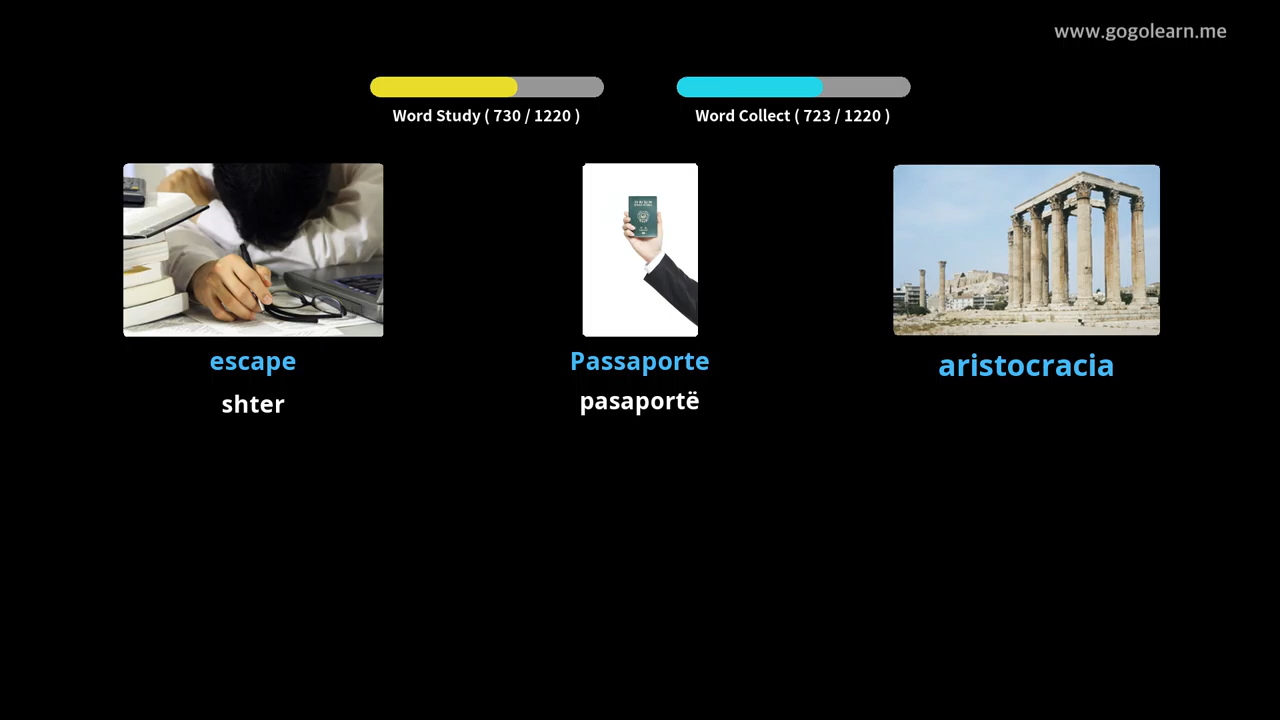 www.gogolearn.me
Word Study ( 730 / 1220 )
Word Collect ( 723 / 1220 )
escape
shter
Passaporte
pasaportë
aristocracia